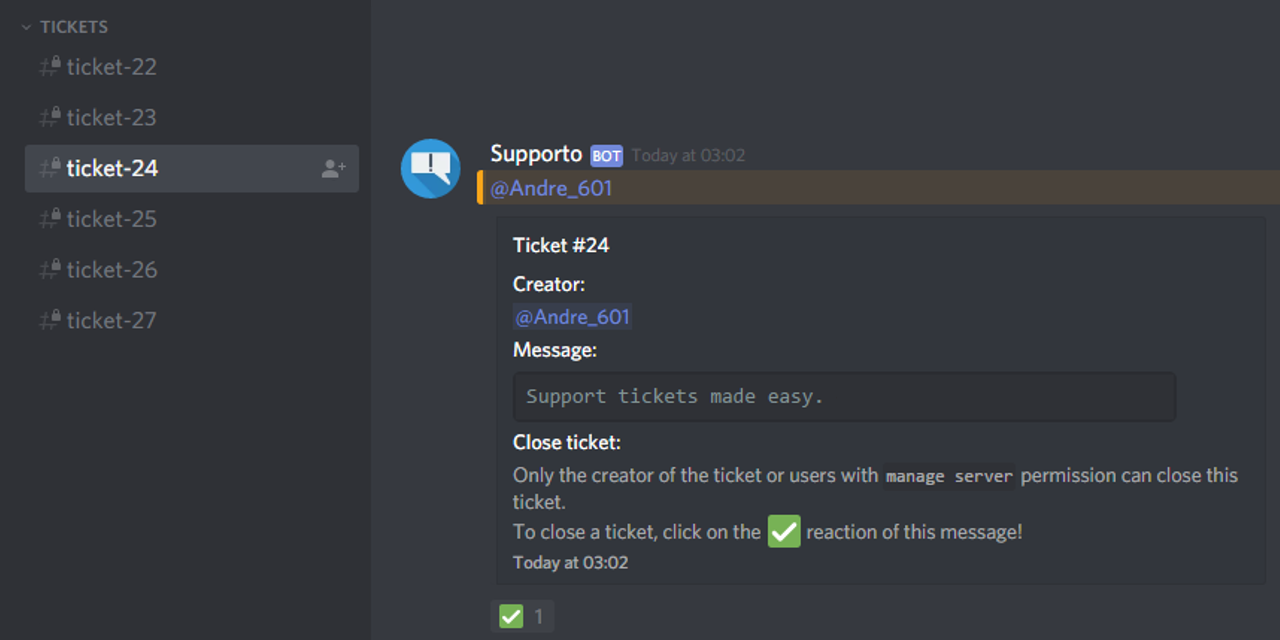 TICKETS
ticket-22
ticket-23
ticket-24
ticket-25
ticket-26
ticket-27
Supporto BOT Today at 03:02
@Andre_601
Ticket #24
Creator:
@Andre_601
Message:
Support tickets made easy.
Close ticket:
Only the creator of the ticket or users with manage server permission can close this
ticket.
To close a ticket, click on the ✅ reaction of this message!
Today at 03:02
✅ 1